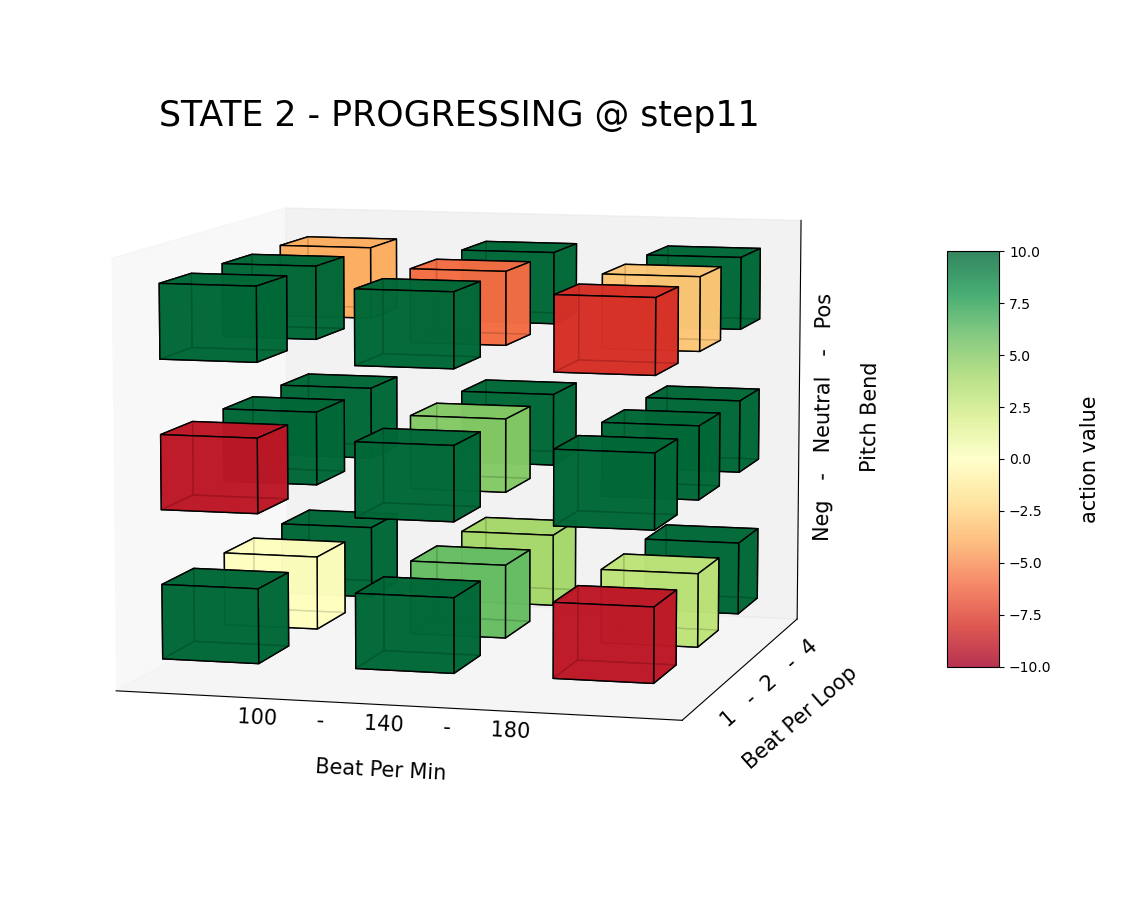 STATE 2 - PROGRESSING @ step11
Neg - Neutral - Pos
Pitch Bend
1 - 2 - 4
Beat Per Loop
100 - 140 - 180
Beat Per Min
10.0
7.5
5.0
2.5
0.0
−2.5
−5.0
−7.5
−10.0
action value